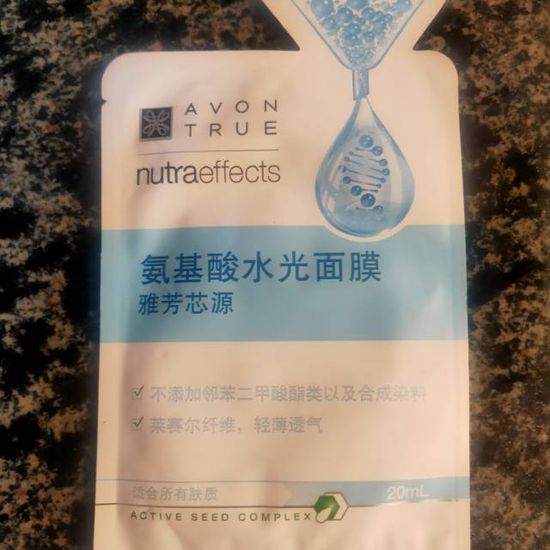 AVON
TRUE
nutraeffects
氨基酸水光面膜
雅芳芯源
不添加邻苯二甲酸酯类以及合成染料
莱赛尔纤维，轻薄透气
适合所有肤质
20mL
ACTIVE SEED COMPLEX